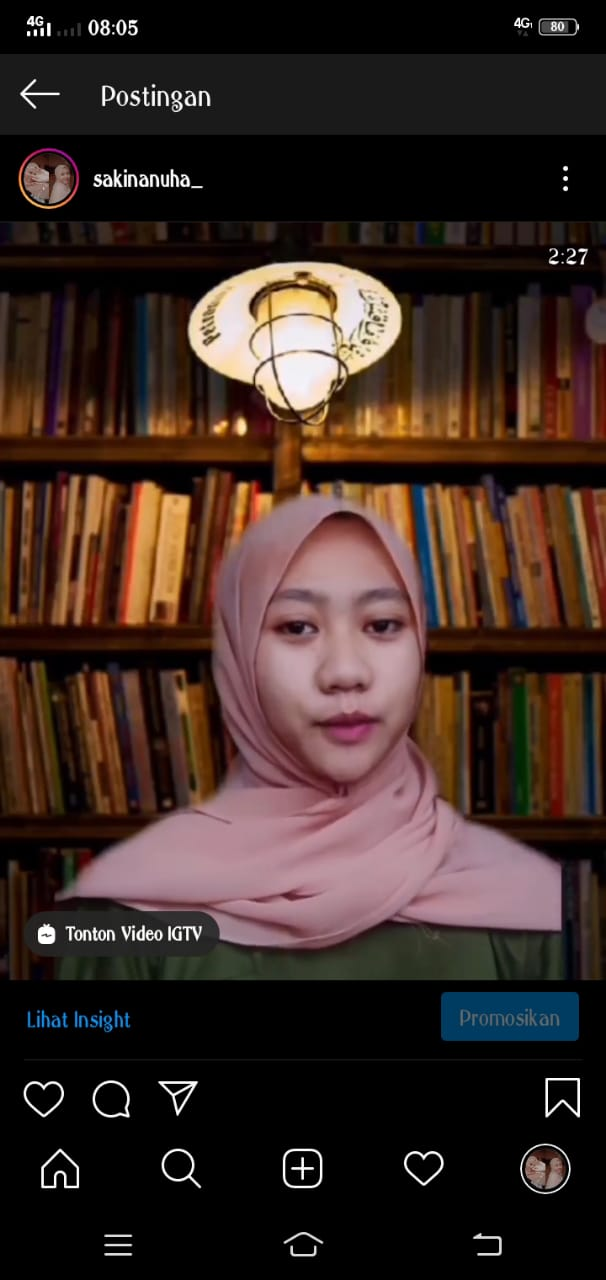 4G 08:05 4G 80
Postingan
sakinanuha_
2:27
Tonton Video IGTV
Lihat Insight
Promosikan